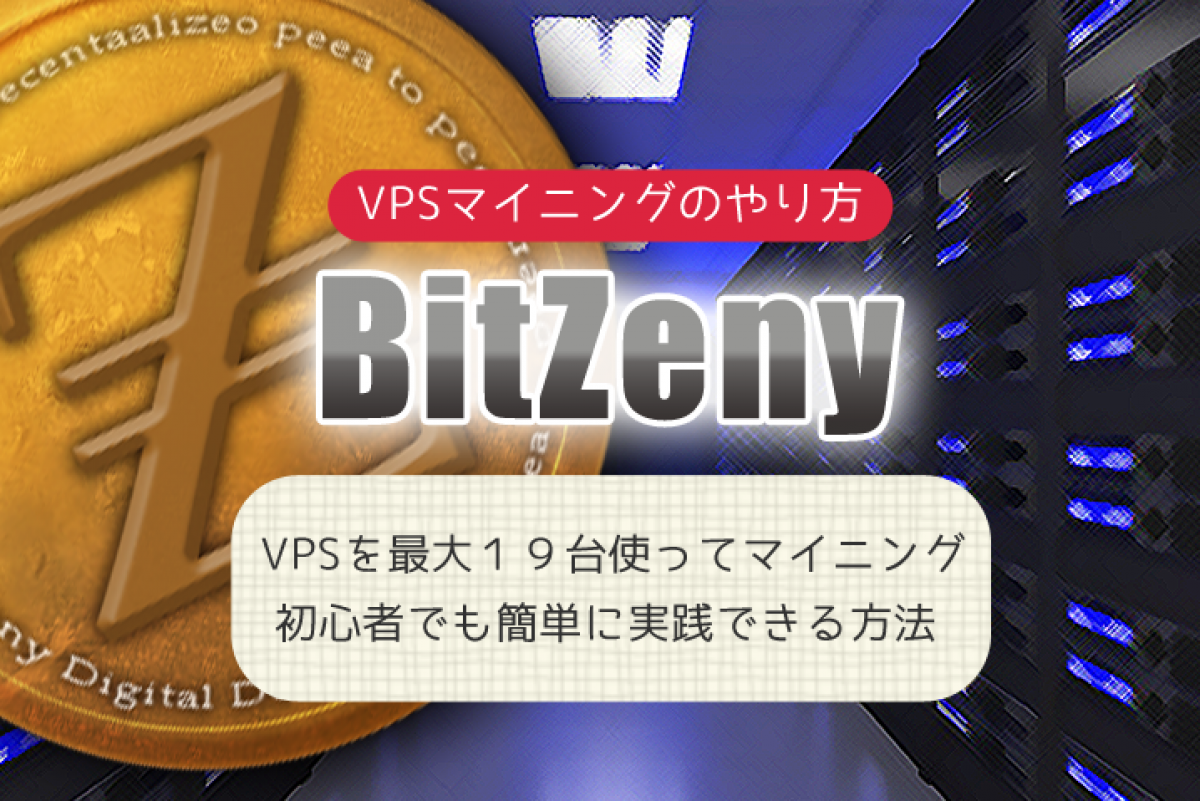 ecentaalizeo peea to pe
VPSマイニングのやり方
BitZeny
VPSを最大１９台使ってマイニング
初心者でも簡単に実践できる方法
ny Digital D